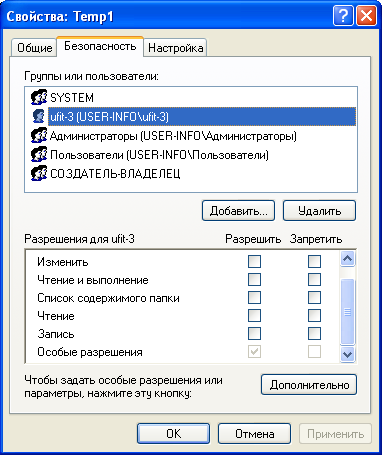 Свойства: Temp1
Общие Безопасность Настройка
Группы или пользователи:
SYSTEM
ufit-3 (USER-INFO\ufit-3)
Администраторы (USER-INFO\Администраторы)
Пользователи (USER-INFO\Пользователи)
СОЗДАТЕЛЬ-ВЛАДЕЛЕЦ
Добавить... Удалить
Разрешения для ufit-3 Разрешить Запретить
Изменить
Чтение и выполнение
Список содержимого папки
Чтение
Запись
Особые разрешения
Чтобы задать особые разрешения или
параметры, нажмите эту кнопку:
Дополнительно
OK Отмена Применить